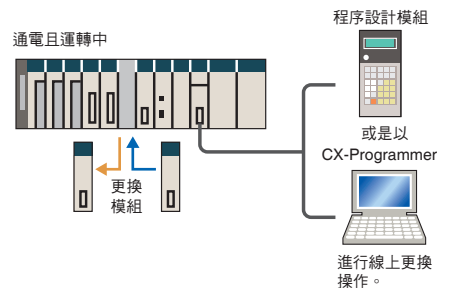 程序設計模組
通電且運轉中
或是以
CX-Programmer
更換
模組
進行線上更換
操作。